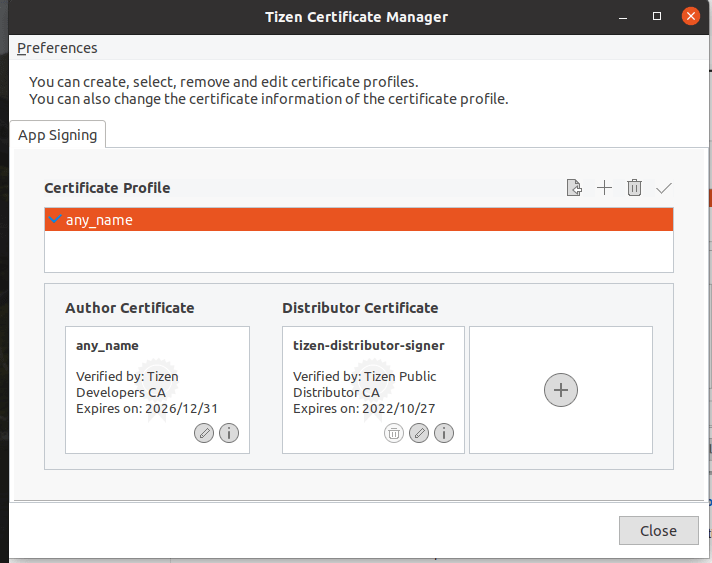 Tizen Certificate Manager
Preferences
You can create, select, remove and edit certificate profiles.
You can also change the certificate information of the certificate profile.
App Signing
Certificate Profile
any_name
Author Certificate
any_name
Verified by: Tizen
Developers CA
Expires on: 2026/12/31
Distributor Certificate
tizen-distributor-signer
Verified by: Tizen Public
Distributor CA
Expires on: 2022/10/27
Close